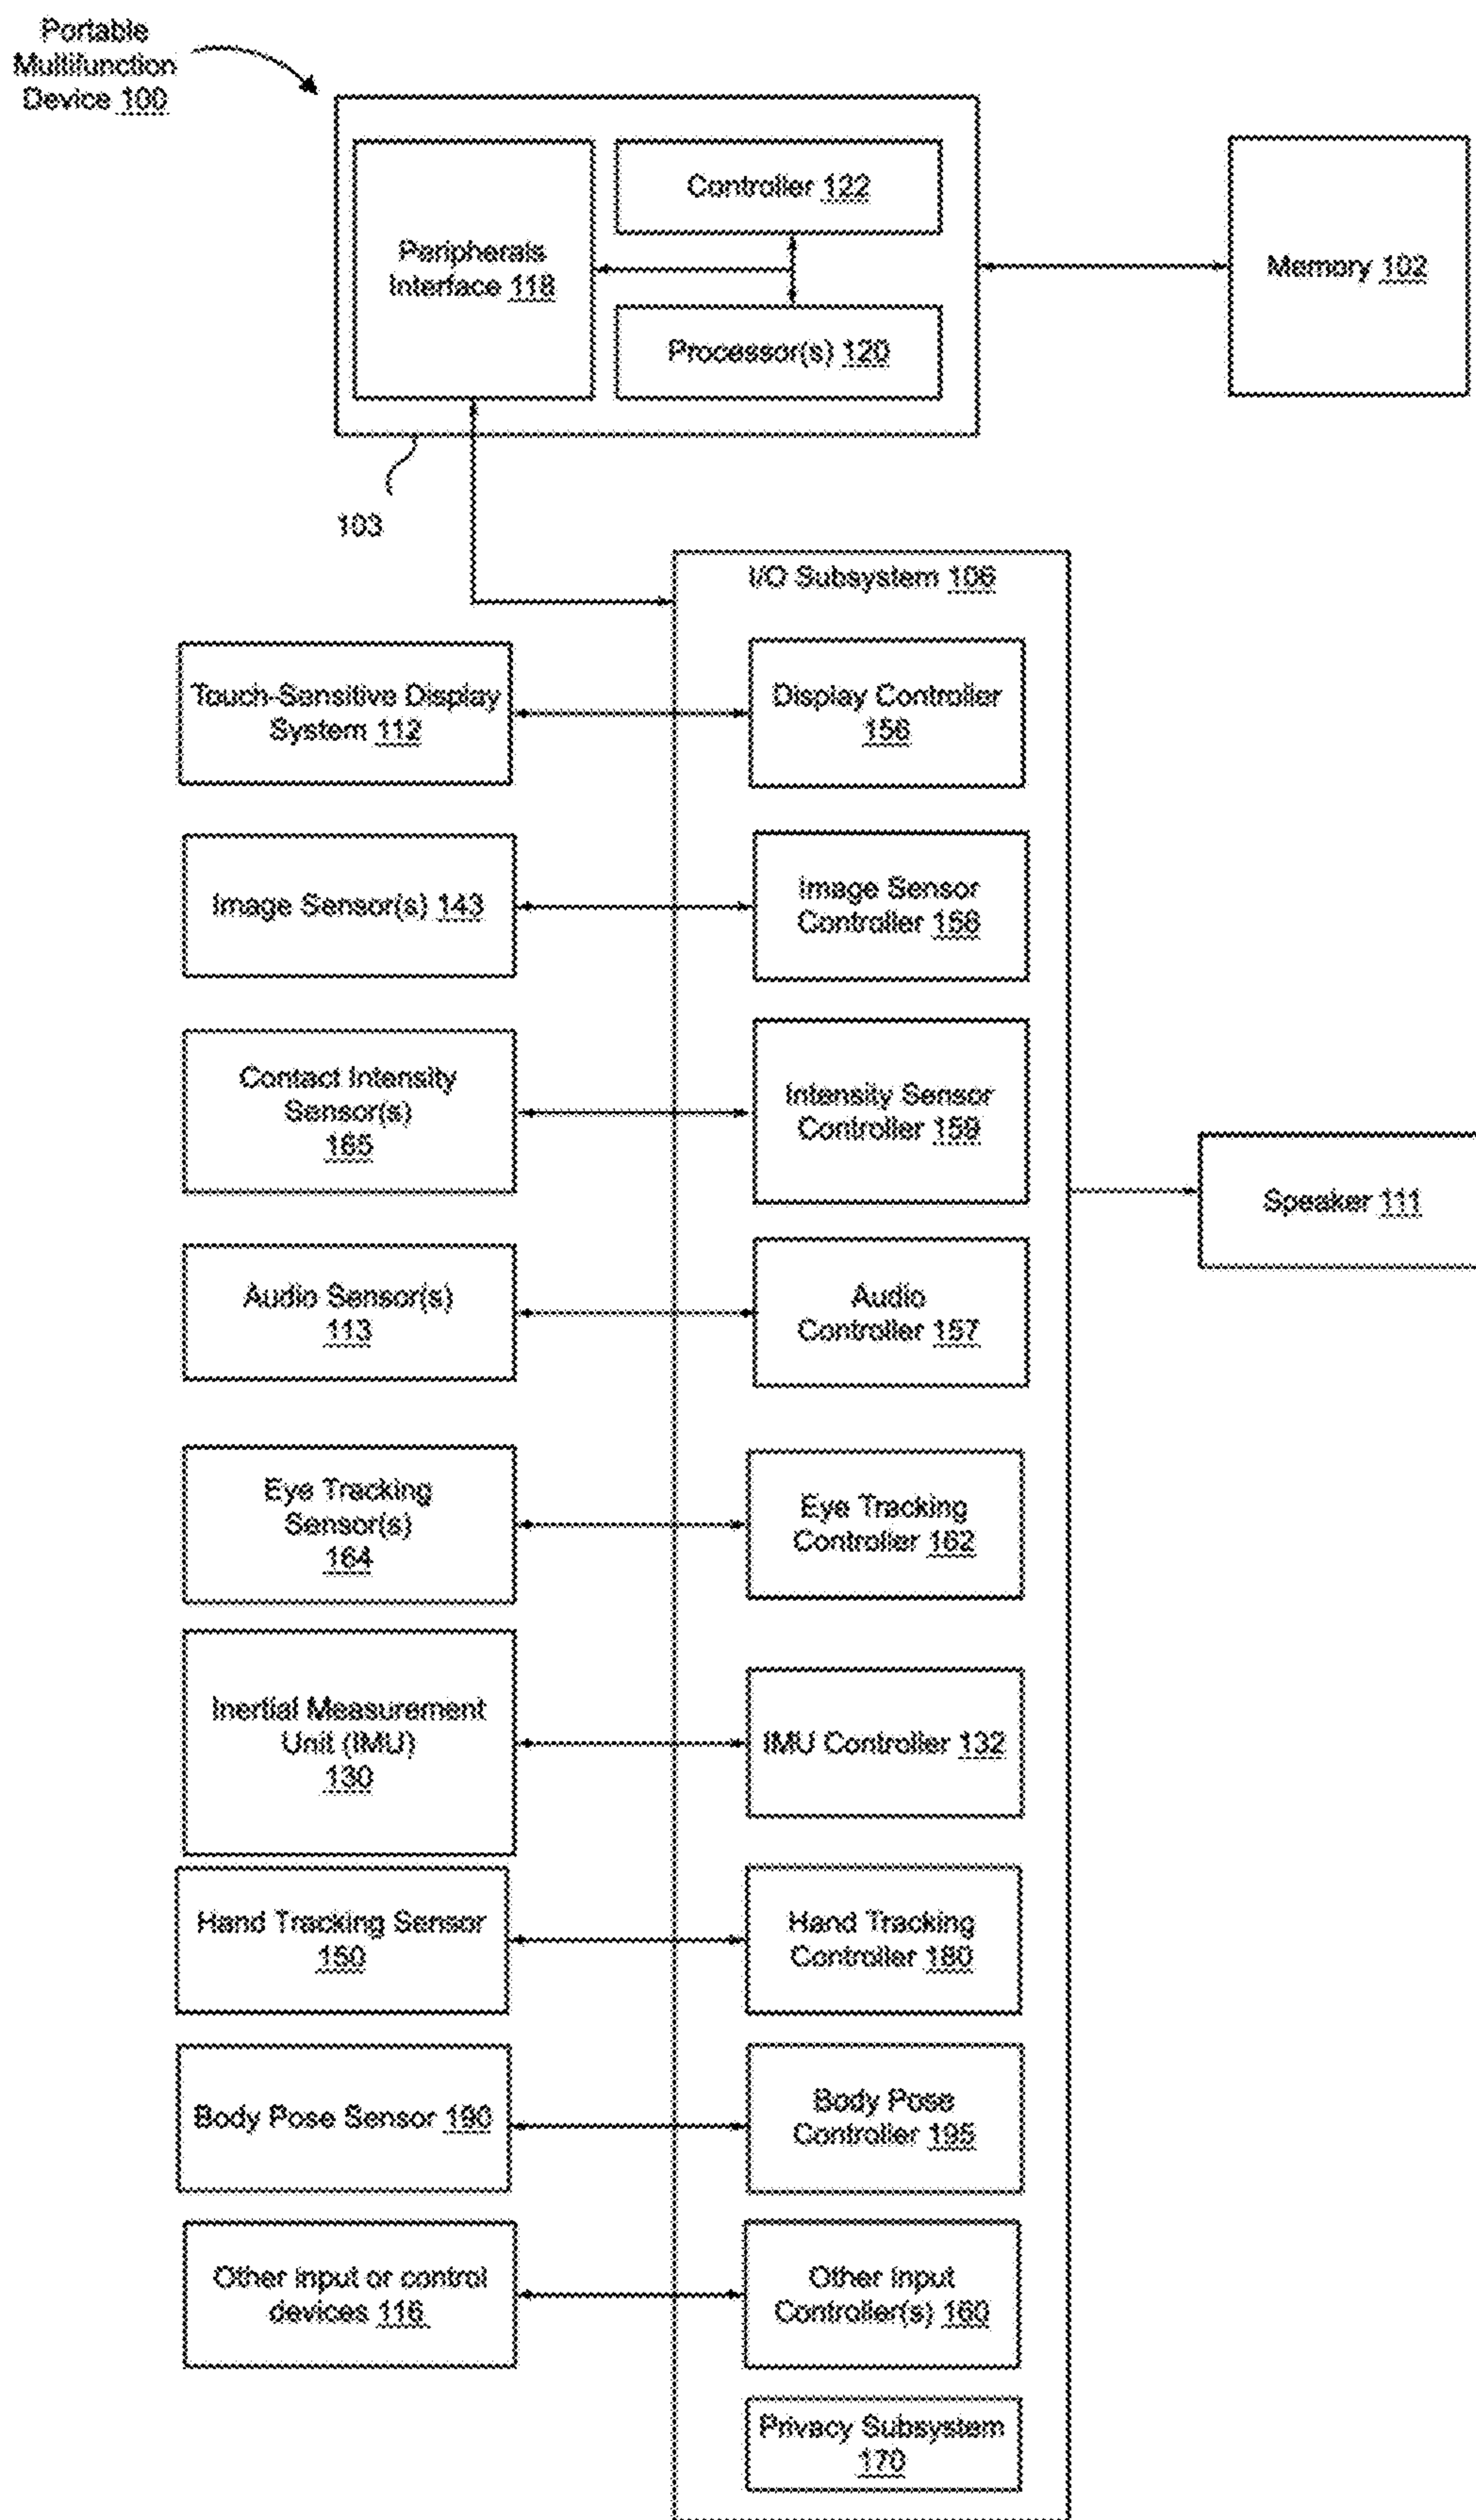 Portable
Multifunction
Device 100
Controller 122
Peripherals
Interface 118
Processor(s) 120
Memory 102
103
I/O Subsystem 106
Touch-Sensitive Display
System 112
Display Controller
156
Image Sensor(s) 143
Image Sensor
Controller 158
Contact Intensity
Sensor(s)
165
Intensity Sensor
Controller 159
Speaker 111
Audio Sensor(s)
113
Audio
Controller 157
Eye Tracking
Sensor(s)
164
Eye Tracking
Controller 162
Inertial Measurement
Unit (IMU)
130
IMU Controller 132
Hand Tracking Sensor
150
Hand Tracking
Controller 180
Body Pose Sensor 190
Body Pose
Controller 195
Other input or control
devices 116
Other Input
Controller(s) 160
Privacy Subsystem
170